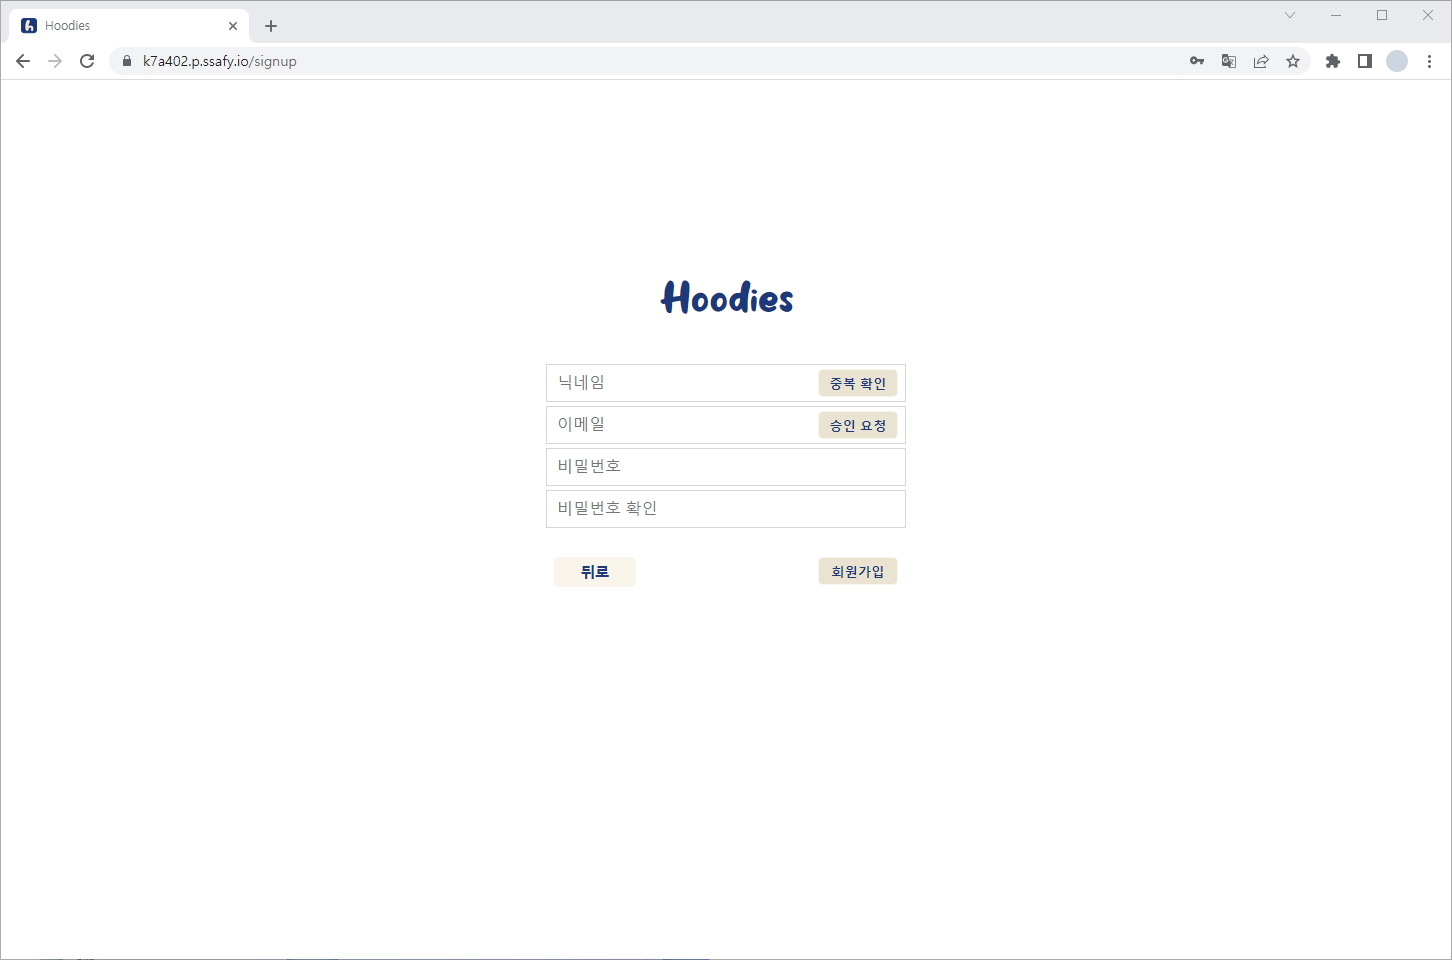 Hoodies
k7a402.p.ssafy.io/signup
Hoodies
닉네임 중복 확인
이메일 승인 요청
비밀번호
비밀번호 확인
뒤로 회원가입